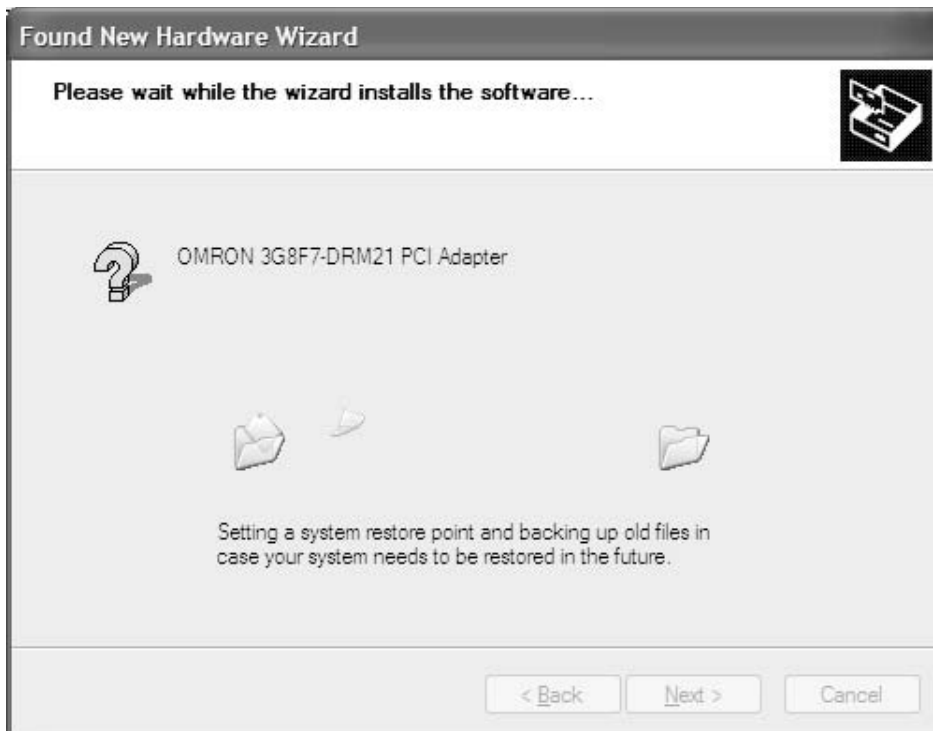 Found New Hardware Wizard
Please wait while the wizard installs the software...
OMRON 3G8F7-DRM21 PCI Adapter
Setting a system restore point and backing up old files in
case your system needs to be restored in the future.
< Back
Next >
Cancel